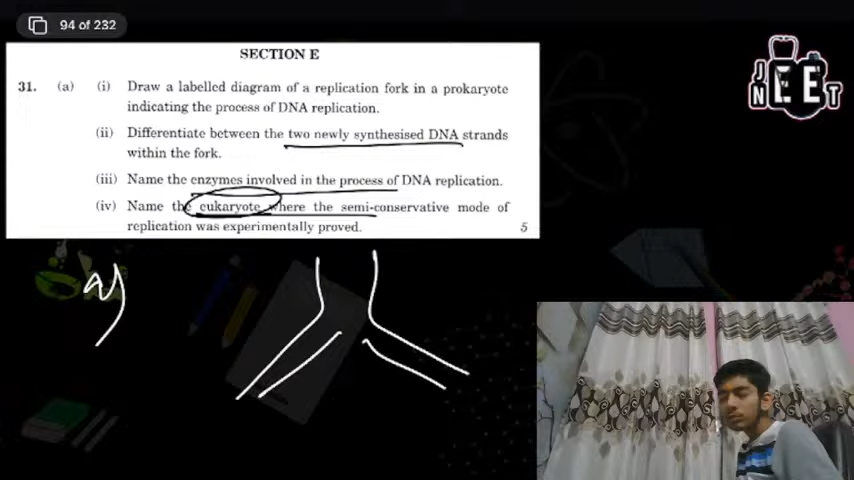 94 of 232
SECTION E
31. (a) (i) Draw a labelled diagram of a replication fork in a prokaryote
indicating the process of DNA replication.
(ii) Differentiate between the two newly synthesised DNA strands
within the fork.
(iii) Name the enzymes involved in the process of DNA replication.
(iv) Name the eukaryote where the semi-conservative mode of
replication was experimentally proved. 5
J
NEET
a)